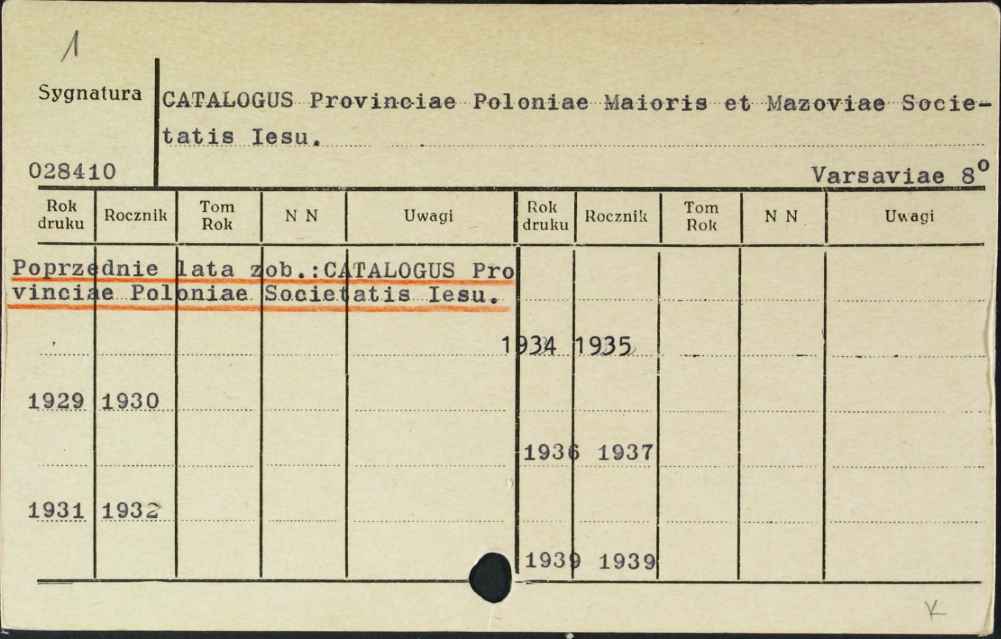 1
Sygnatura
CATALOGUS Provinciae Poloniae Maioris et Mazoviae Socie-
tatis Iesu.
028410
Varsaviae 8º
Rok druku Rocznik Tom Rok N N Uwagi Rok druku Rocznik Tom Rok N N Uwagi
Poprzednie lata zob.:CATALOGUS Pro
vinciae Poloniae Societatis Iesu.
1934 1935
1929 1930
1936 1937
1931 1932
1939 1939
K